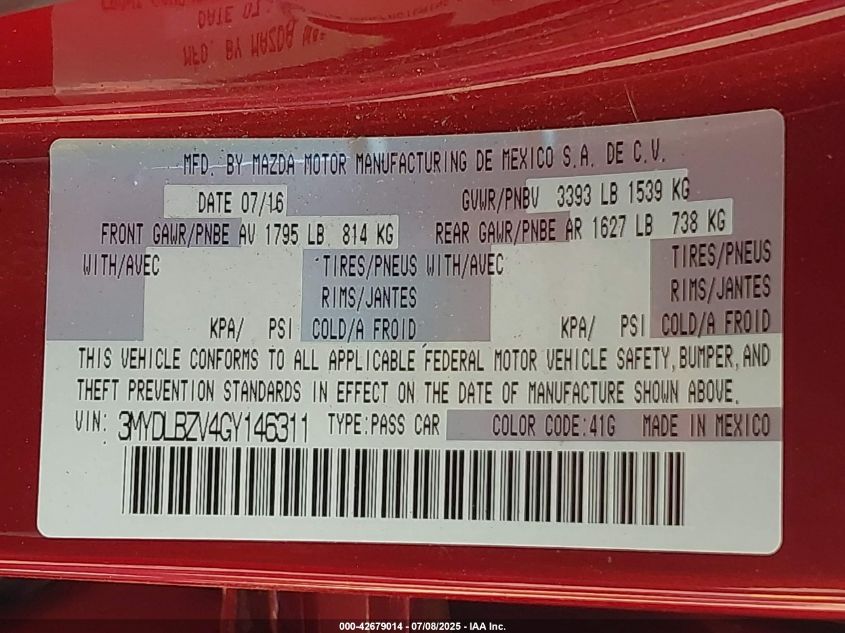 MFD. BY MAZDA MOTOR MANUFACTURING DE MEXICO S.A. DE C.V.
DATE 07/16 GVWR/PNBV 3393 LB 1539 KG
FRONT GAWR/PNBE AV 1795 LB 814 KG REAR GAWR/PNBE AR 1627 LB 738 KG
WITH/AVEC TIRES/PNEUS WITH/AVEC TIRES/PNEUS
RIMS/JANTES RIMS/JANTES
KPA/ PSI COLD/A FROID KPA/ PSI COLD/A FROID
THIS VEHICLE CONFORMS TO ALL APPLICABLE FEDERAL MOTOR VEHICLE SAFETY, BUMPER, AND
THEFT PREVENTION STANDARDS IN EFFECT ON THE DATE OF MANUFACTURE SHOWN ABOVE.
VIN: 3MYDLBZV4GY146311 TYPE: PASS CAR COLOR CODE: 41G MADE IN MEXICO
000-42679014 - 07/08/2025 - IAA Inc.